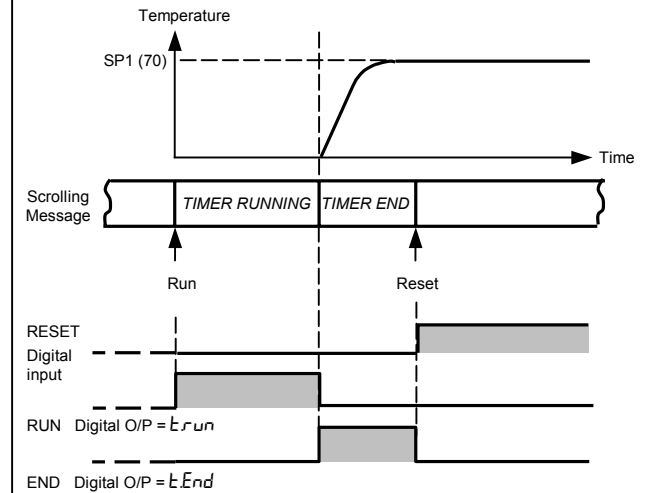 Temperature
SP1 (70)
Time
Scrolling
Message
TIMER RUNNING
TIMER END
Run
Reset
RESET
Digital
input
RUN Digital O/P = t.run
END Digital O/P = t.End